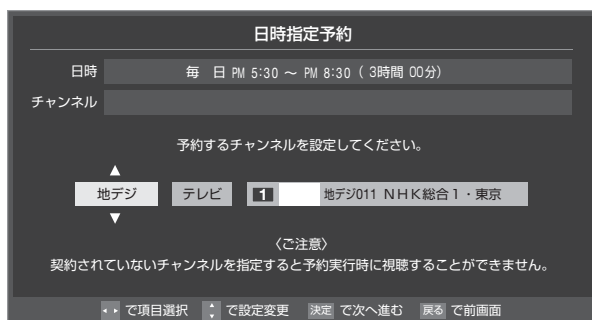 日時指定予約
日時 毎 日 PM 5:30 ～ PM 8:30 ( 3時間 00分)
チャンネル
予約するチャンネルを設定してください。
地デジ テレビ 1 地デジ011 NHK総合1・東京
〈ご注意〉
契約されていないチャンネルを指定すると予約実行時に視聴することができません。
で項目選択 で設定変更 決定 で次へ進む 戻る で前画面